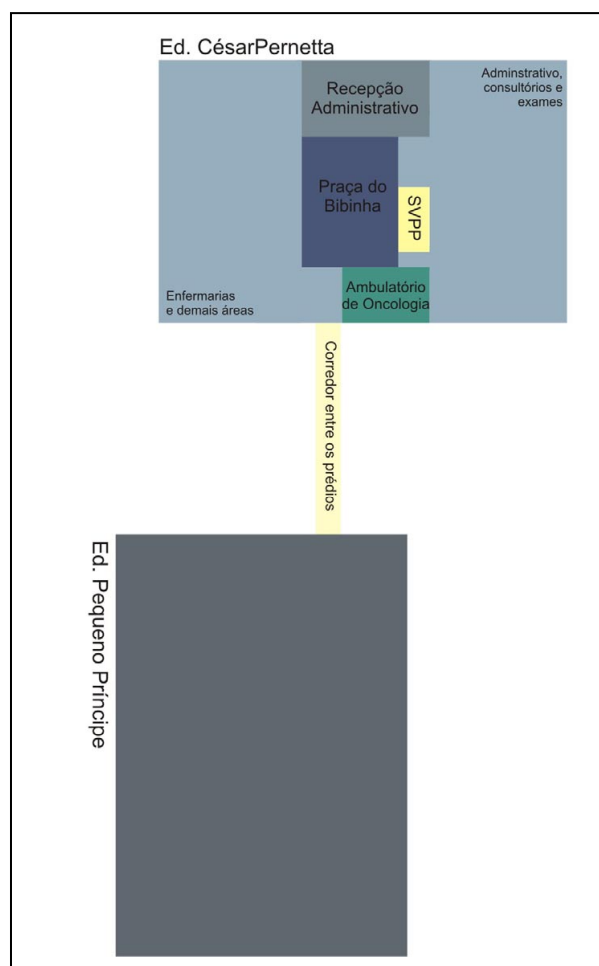 Ed. CésarPernetta
Recepção
Administrativo
Adminstrativo,
consultórios e
exames
Praça do
Bibinha
SVPP
Enfermarias
e demais áreas
Ambulatório
de Oncologia
Corredor entre os prédios
Ed. Pequeno Príncipe